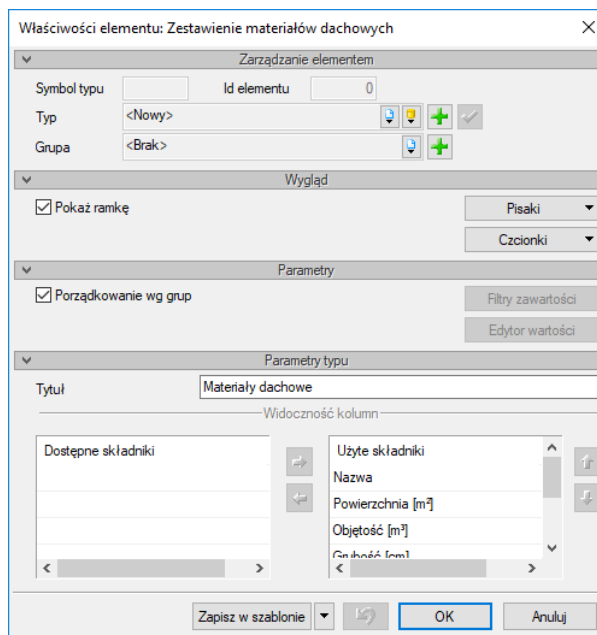 Właściwości elementu: Zestawienie materiałów dachowych
Zarządzanie elementem
Symbol typu Id elementu 0
Typ <Nowy>
Grupa <Brak>
Wygląd
Pokaż ramkę Pisaki
Czcionki
Parametry
Porządkowanie wg grup Filtry zawartości
Edytor wartości
Parametry typu
Tytuł Materiały dachowe
Widoczność kolumn
Dostępne składniki Użyte składniki
Nazwa
Powierzchnia [m²]
Objętość [m³]
Grubość [cm]
Zapisz w szablonie OK Anuluj